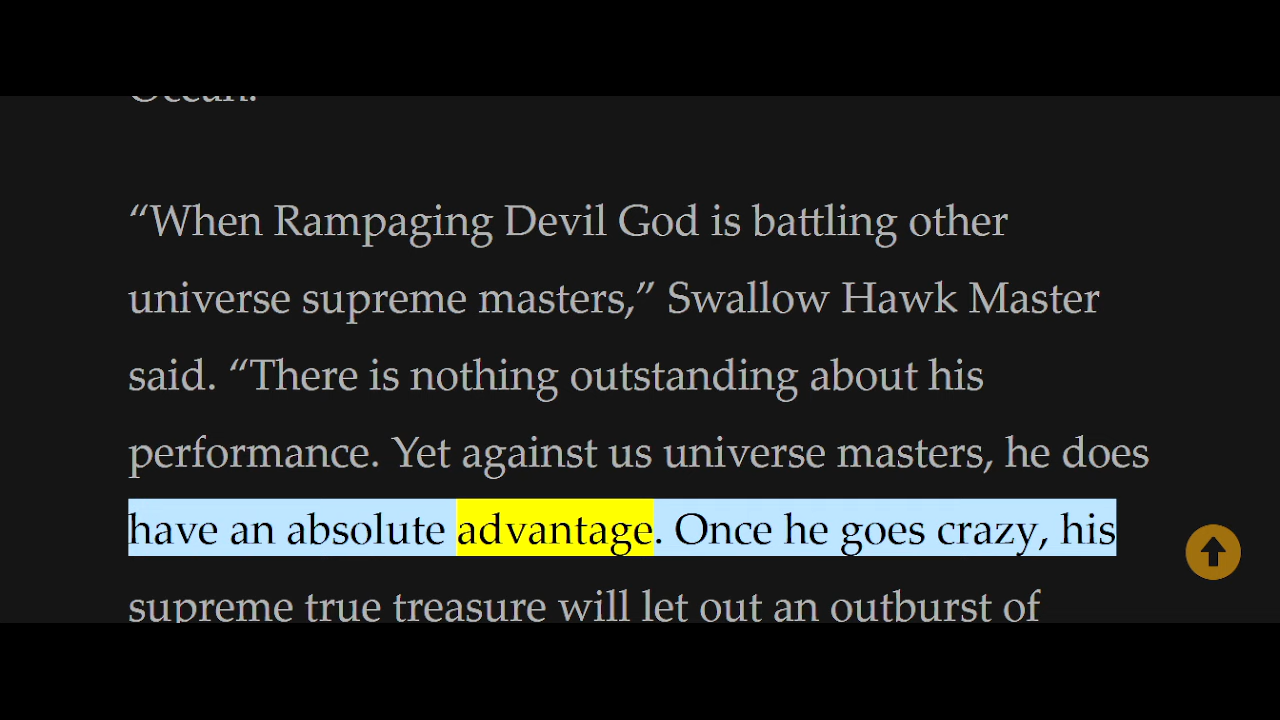 Ocean.
“When Rampaging Devil God is battling other
universe supreme masters,” Swallow Hawk Master
said. “There is nothing outstanding about his
performance. Yet against us universe masters, he does
have an absolute advantage. Once he goes crazy, his
supreme true treasure will let out an outburst of